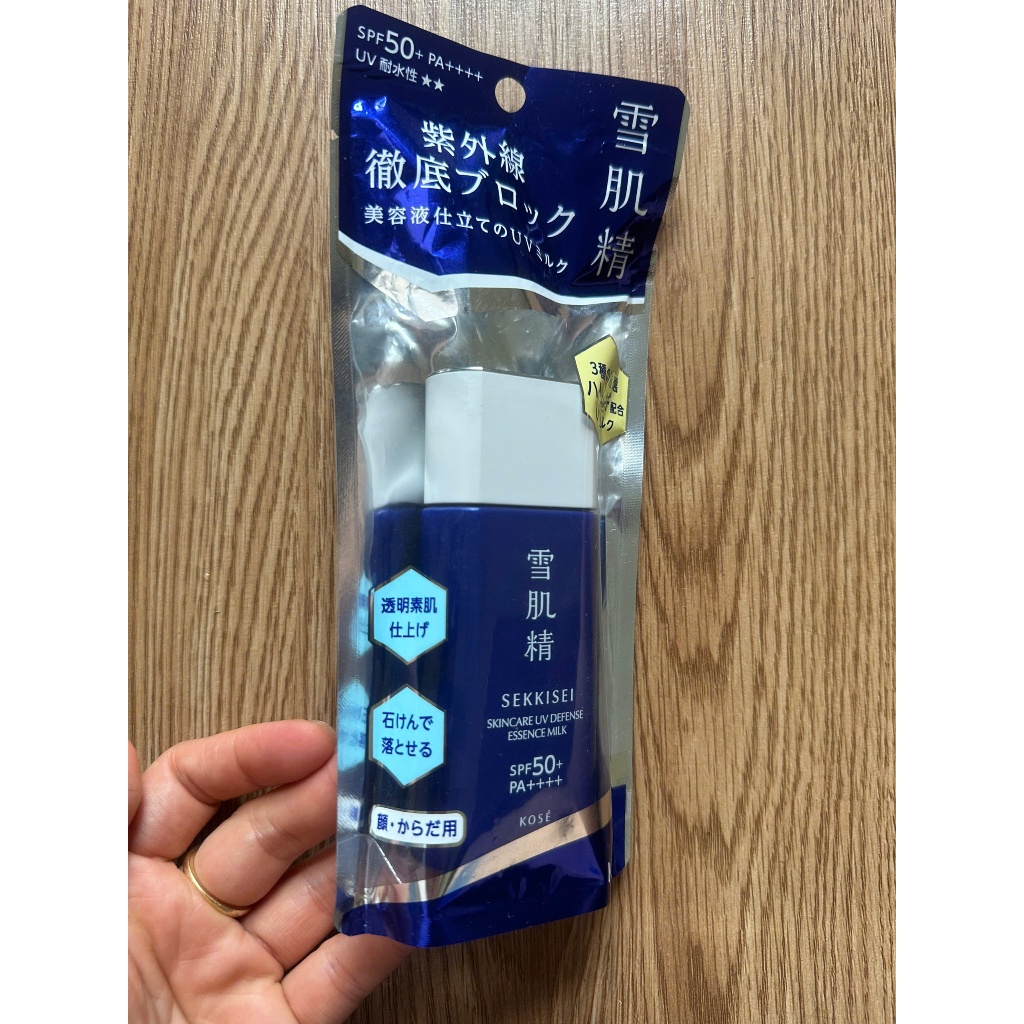 SPF50+ PA++++
UV 耐水性 ★★
雪肌精
紫外線
徹底ブロック
美容液仕立てのUVミルク
雪肌精
SEKKISEI
SKINCARE UV DEFENSE
ESSENCE MILK
SPF50+
PA++++
KOSÉ
透明素肌
仕上げ
石けんで
落とせる
顔・からだ用